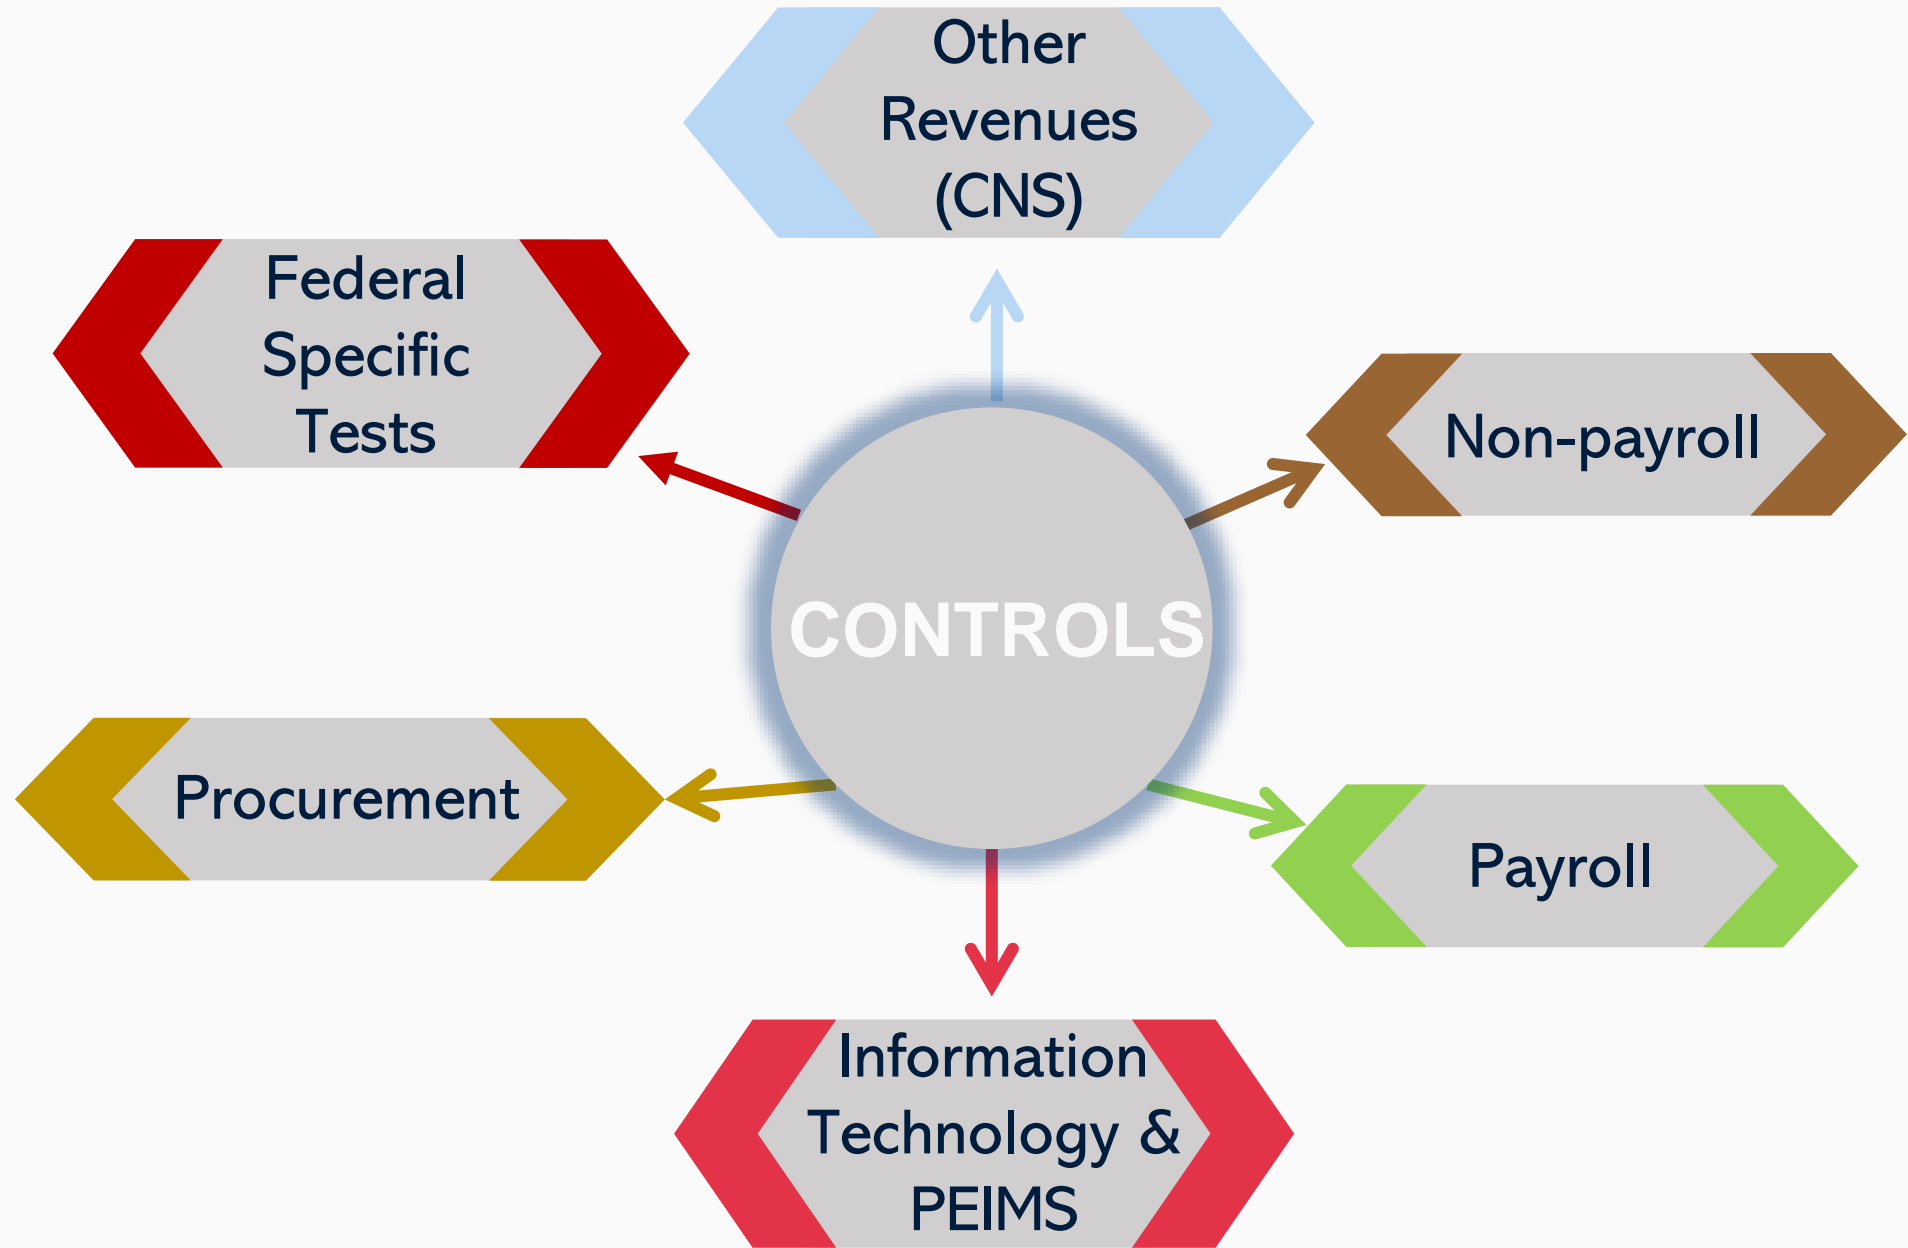 Other
Revenues
(CNS)
Federal
Specific
Tests
Non-payroll
CONTROLS
Procurement
Payroll
Information
Technology &
PEIMS